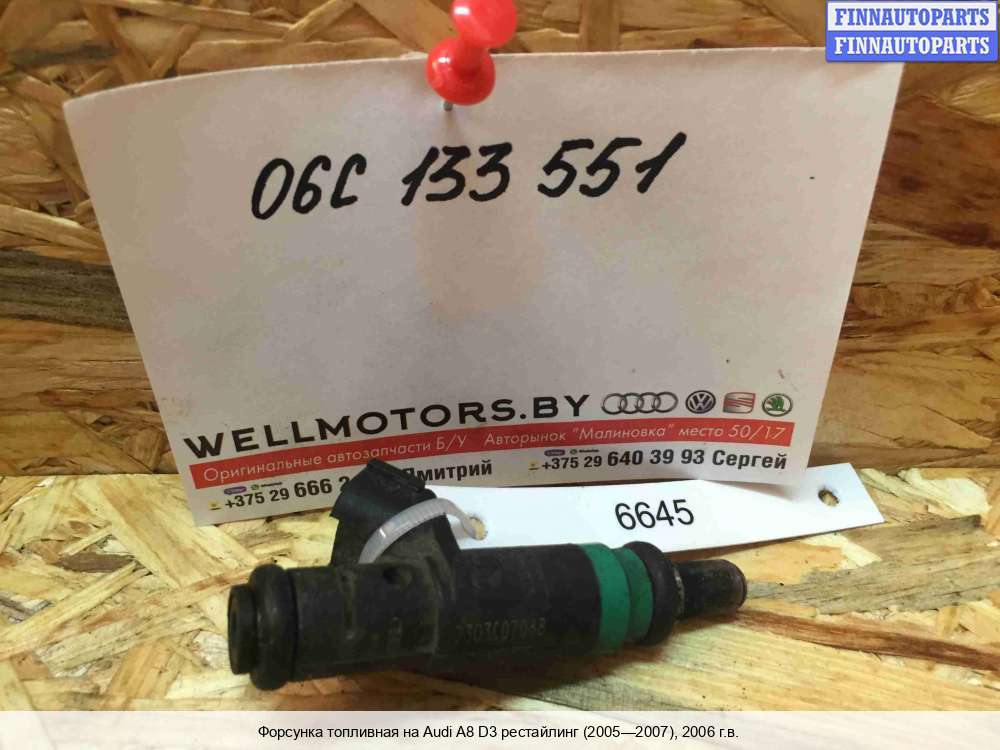 FINNAUTOPARTS
FINNAUTOPARTS
06C 133 551
WELLMOTORS.BY
Оригинальные автозапчасти Б/У Авторынок "Малиновка" место 50/17
+375 29 666 Дмитрий +375 29 640 39 93 Сергей
6645
Форсунка топливная на Audi A8 D3 рестайлинг (2005—2007), 2006 г.в.